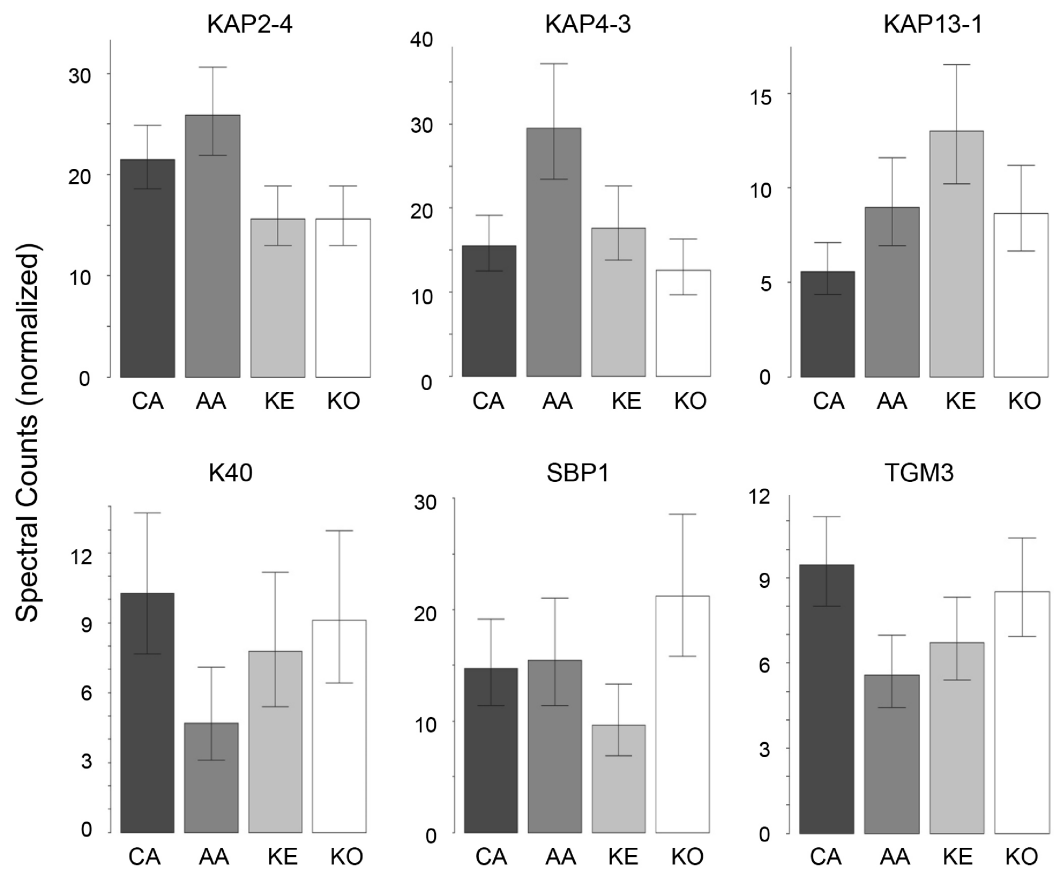 KAP2-4 KAP4-3 KAP13-1
40
30
15
30
20
10
20
10
5
10
0 0 0
CA AA KE KO CA AA KE KO CA AA KE KO
Spectral Counts (normalized)
K40 SBP1 TGM3
30 12
12
9
9 20
6 6
10
3 3
0 0 0
CA AA KE KO CA AA KE KO CA AA KE KO